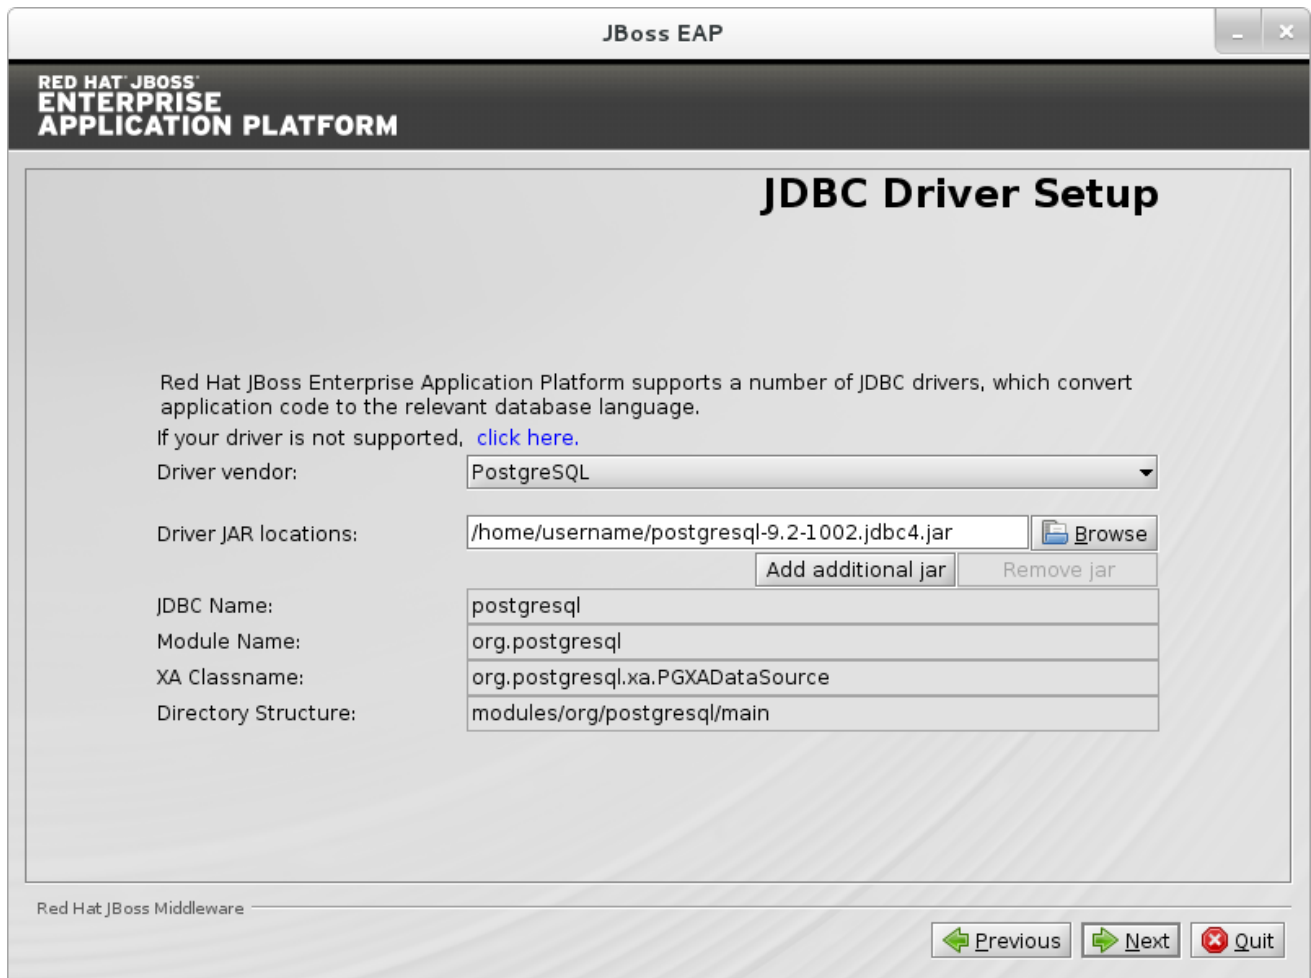 JBoss EAP
RED HAT JBOSS
ENTERPRISE
APPLICATION PLATFORM
JDBC Driver Setup
Red Hat JBoss Enterprise Application Platform supports a number of JDBC drivers, which convert
application code to the relevant database language.
If your driver is not supported, click here.
Driver vendor: PostgreSQL
Driver JAR locations: /home/username/postgresql-9.2-1002.jdbc4.jar Browse
Add additional jar Remove jar
JDBC Name: postgresql
Module Name: org.postgresql
XA Classname: org.postgresql.xa.PGXADataSource
Directory Structure: modules/org/postgresql/main
Red Hat JBoss Middleware
Previous Next Quit